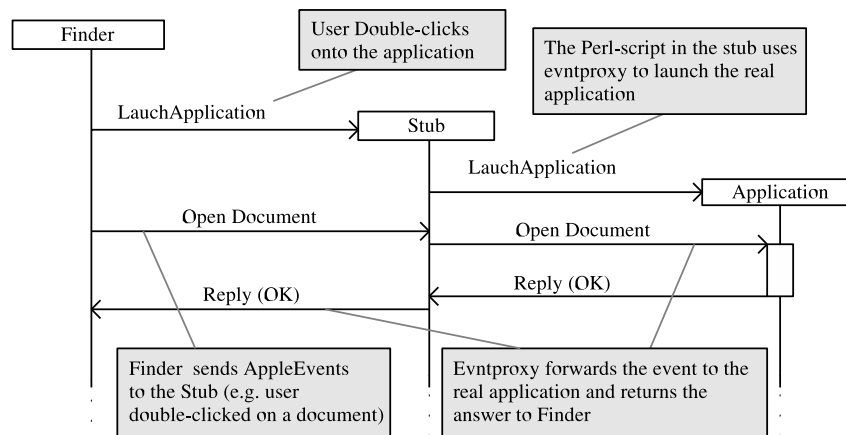 Finder
User Double-clicks
onto the application
The Perl-script in the stub uses
evntproxy to launch the real
application
LauchApplication
Stub
LauchApplication
Application
Open Document
Open Document
Reply (OK)
Reply (OK)
Finder sends AppleEvents
to the Stub (e.g. user
double-clicked on a document)
Evntproxy forwards the event to the
real application and returns the
answer to Finder